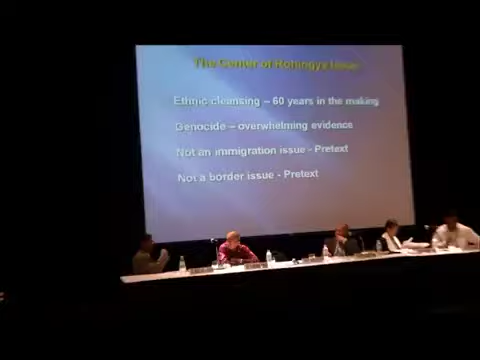 The Center of Rohingya Issue
Ethnic cleansing – 60 years in the making
Genocide – overwhelming evidence
Not an immigration issue - Pretext
Not a border issue - Pretext